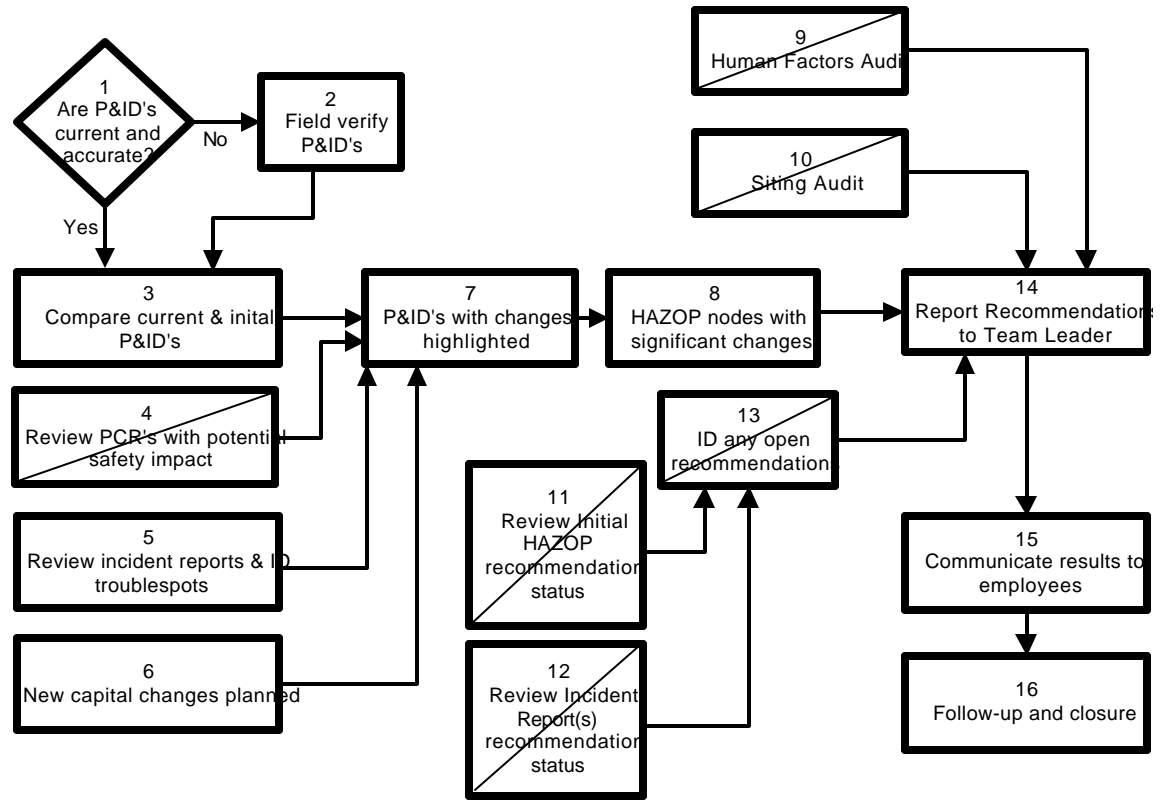 1
Are P&ID's
current and
accurate?
No
Yes
2
Field verify
P&ID's
3
Compare current & inital
P&ID's
4
Review PCR's with potential
safety impact
5
Review incident reports & ID
troublespots
6
New capital changes planned
7
P&ID's with changes
highlighted
8
HAZOP nodes with
significant changes
9
Human Factors Audit
10
Siting Audit
11
Review Initial
HAZOP
recommendation
status
12
Review Incident
Report(s)
recommendation
status
13
ID any open
recommendations
14
Report Recommendations
to Team Leader
15
Communicate results to
employees
16
Follow-up and closure